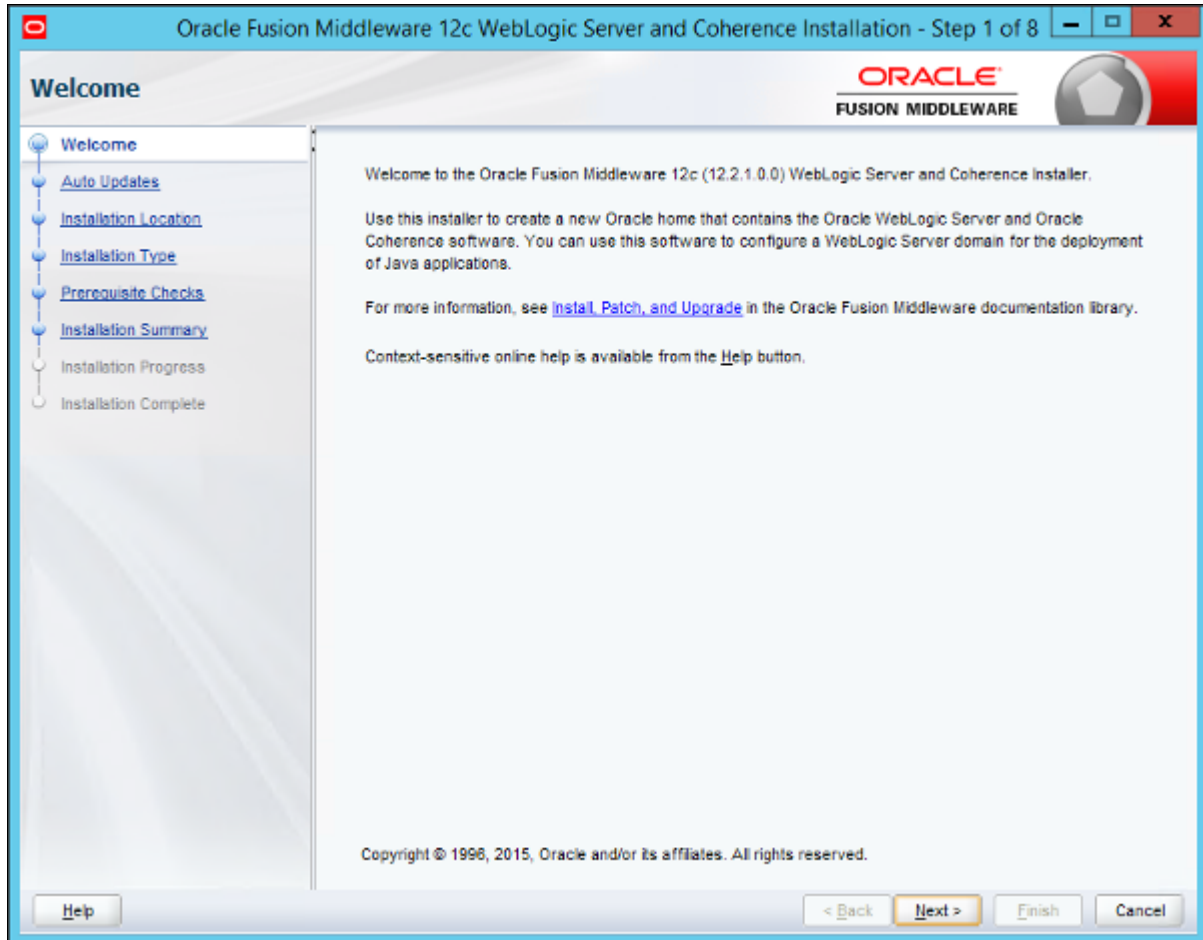 Oracle Fusion Middleware 12c WebLogic Server and Coherence Installation - Step 1 of 8
Welcome
ORACLE
FUSION MIDDLEWARE
Welcome
Auto Updates
Installation Location
Installation Type
Prerequisite Checks
Installation Summary
Installation Progress
Installation Complete
Welcome to the Oracle Fusion Middleware 12c (12.2.1.0.0) WebLogic Server and Coherence Installer.
Use this installer to create a new Oracle home that contains the Oracle WebLogic Server and Oracle
Coherence software. You can use this software to configure a WebLogic Server domain for the deployment
of Java applications.
For more information, see Install, Patch, and Upgrade in the Oracle Fusion Middleware documentation library.
Context-sensitive online help is available from the Help button.
Copyright © 1996, 2015, Oracle and/or its affiliates. All rights reserved.
Help
< Back Next > Finish Cancel